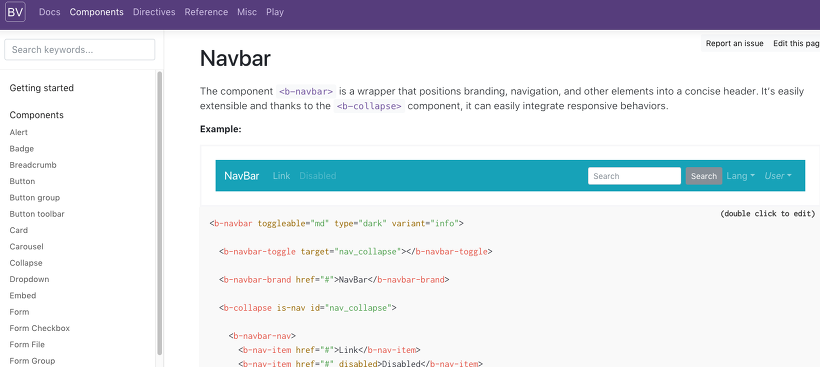 BV Docs Components Directives Reference Misc Play
Search keywords...
Getting started
Components
Alert
Badge
Breadcrumb
Button
Button group
Button toolbar
Card
Carousel
Collapse
Dropdown
Embed
Form
Form Checkbox
Form File
Form Group
Report an issue Edit this pag
Navbar
The component <b-navbar> is a wrapper that positions branding, navigation, and other elements into a concise header. It's easily
extensible and thanks to the <b-collapse> component, it can easily integrate responsive behaviors.
Example:
NavBar Link Disabled Search Search Lang User
(double click to edit)
<b-navbar toggleable="md" type="dark" variant="info">
<b-navbar-toggle target="nav_collapse"></b-navbar-toggle>
<b-navbar-brand href="#">NavBar</b-navbar-brand>
<b-collapse is-nav id="nav_collapse">
<b-navbar-nav>
<b-nav-item href="#">Link</b-nav-item>
<b-nav-item href="#" disabled>Disabled</b-nav-item>